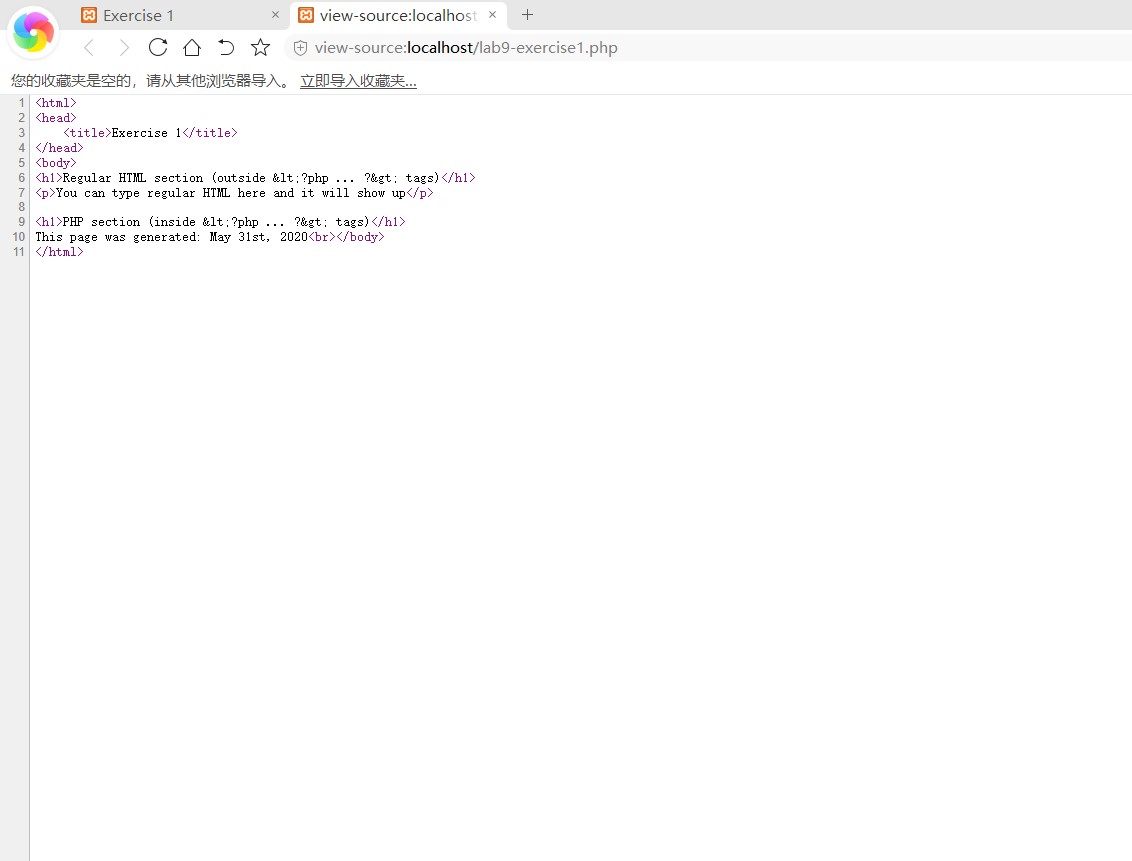 Exercise 1 × view-source:localhost × +
view-source:localhost/lab9-exercise1.php
您的收藏夹是空的，请从其他浏览器导入。 立即导入收藏夹...
1 <html>
2 <head>
3     <title>Exercise 1</title>
4 </head>
5 <body>
6 <h1>Regular HTML section (outside &lt;?php ... ?&gt; tags)</h1>
7 <p>You can type regular HTML here and it will show up</p>
8
9 <h1>PHP section (inside &lt;?php ... ?&gt; tags)</h1>
10 This page was generated: May 31st, 2020<br></body>
11 </html>